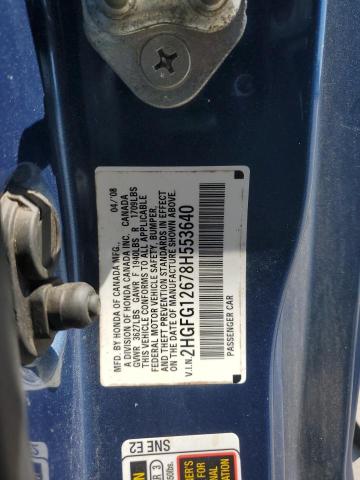 MFD. BY HONDA OF CANADA MFG., 04/08
A DIVISION OF HONDA CANADA INC. CANADA
GVWR 3627LBS GAWR F 1940LBS R 1709LBS
THIS VEHICLE CONFORMS TO ALL APPLICABLE
FEDERAL MOTOR VEHICLE SAFETY, BUMPER,
AND THEFT PREVENTION STANDARDS IN EFFECT
ON THE DATE OF MANUFACTURE SHOWN ABOVE.
V.I.N. 2HGFG12678H553640
PASSENGER CAR
SNE E2